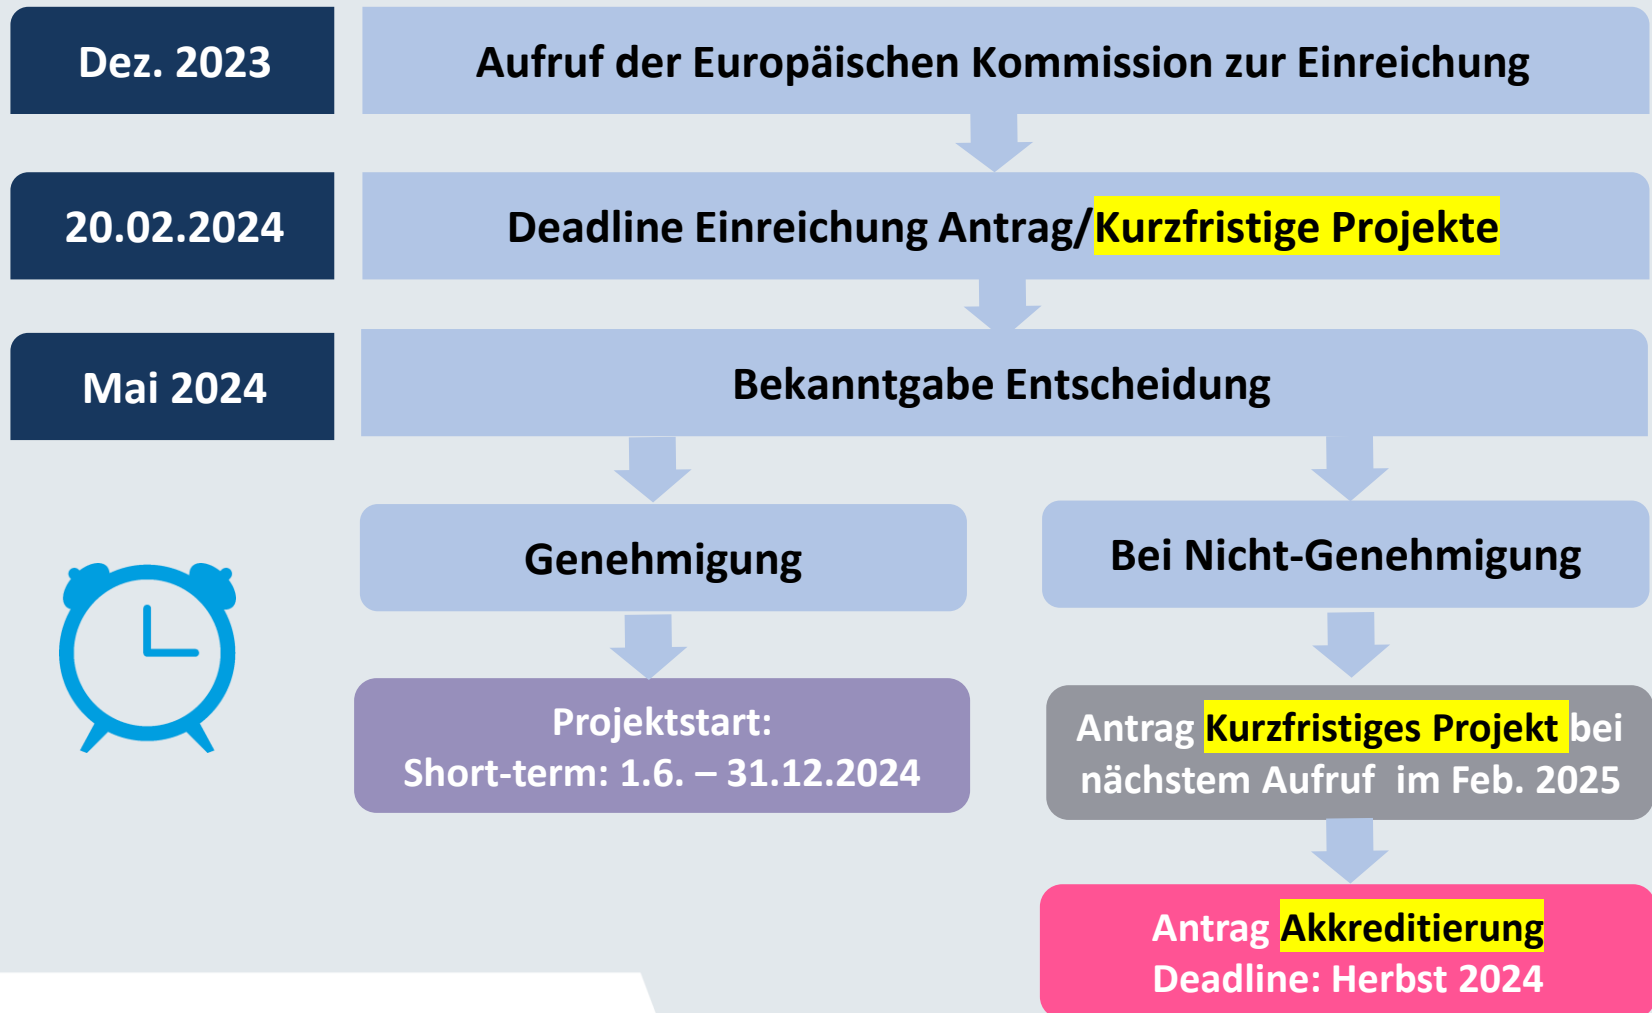 Dez. 2023
Aufruf der Europäischen Kommission zur Einreichung
20.02.2024
Deadline Einreichung Antrag/Kurzfristige Projekte
Mai 2024
Bekanntgabe Entscheidung
Genehmigung
Bei Nicht-Genehmigung
Projektstart:
Short-term: 1.6. – 31.12.2024
Antrag Kurzfristiges Projekt bei
nächstem Aufruf im Feb. 2025
Antrag Akkreditierung
Deadline: Herbst 2024